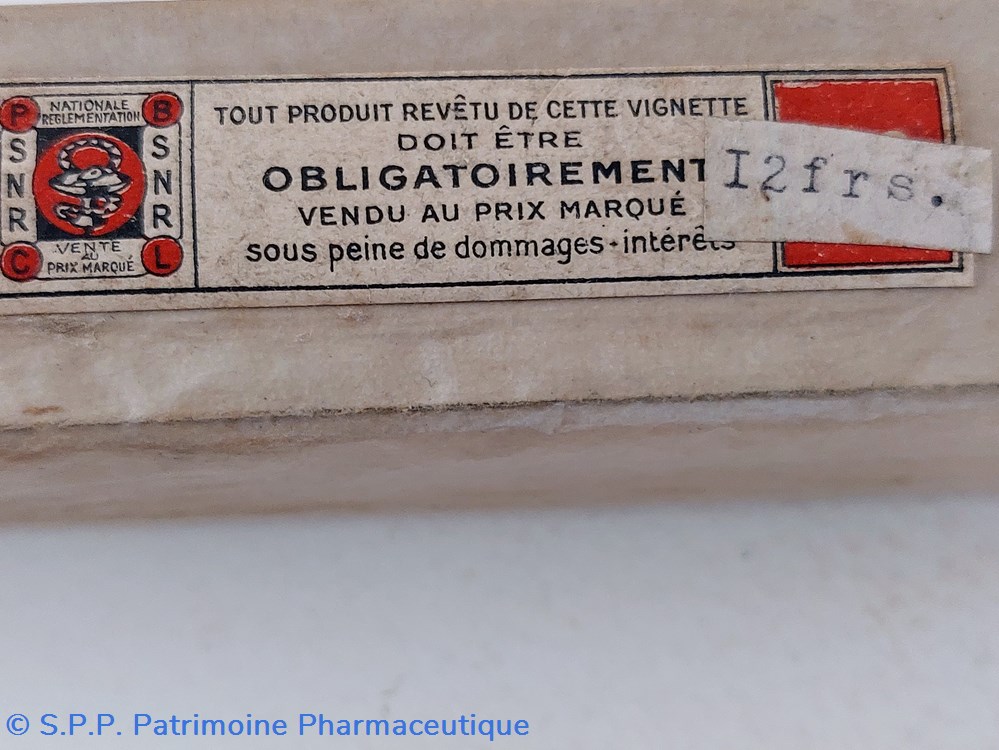 NATIONALE
RÉGLEMENTATION
P B
S S
N N
R R
C L
VENTE
AU
PRIX MARQUÉ
TOUT PRODUIT REVÊTU DE CETTE VIGNETTE
DOIT ÊTRE
OBLIGATOIREMENT
VENDU AU PRIX MARQUÉ
sous peine de dommages-intérêts
I2frs.
© S.P.P. Patrimoine Pharmaceutique